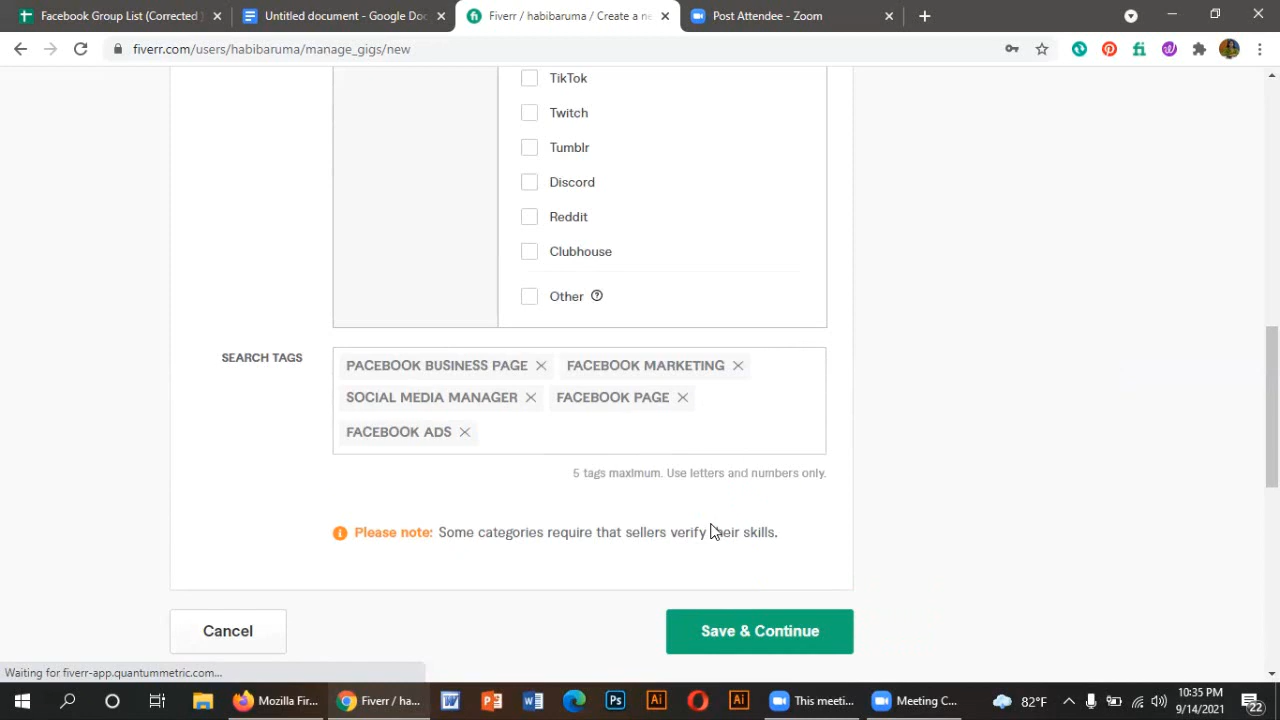 Facebook Group List (Corrected
Untitled document - Google Doc
Fiverr / habibaruma / Create a ne
Post Attendee - Zoom
fiverr.com/users/habibaruma/manage_gigs/new
TikTok
Twitch
Tumblr
Discord
Reddit
Clubhouse
Other
SEARCH TAGS
PACEBOOK BUSINESS PAGE
FACEBOOK MARKETING
SOCIAL MEDIA MANAGER
FACEBOOK PAGE
FACEBOOK ADS
5 tags maximum. Use letters and numbers only.
Please note: Some categories require that sellers verify their skills.
Cancel
Save & Continue
Waiting for fiverr-app.quantummetric.com...
Mozilla Fir...
Fiverr / ha...
This meeti...
Meeting C...
82°F
10:35 PM
9/14/2021
22